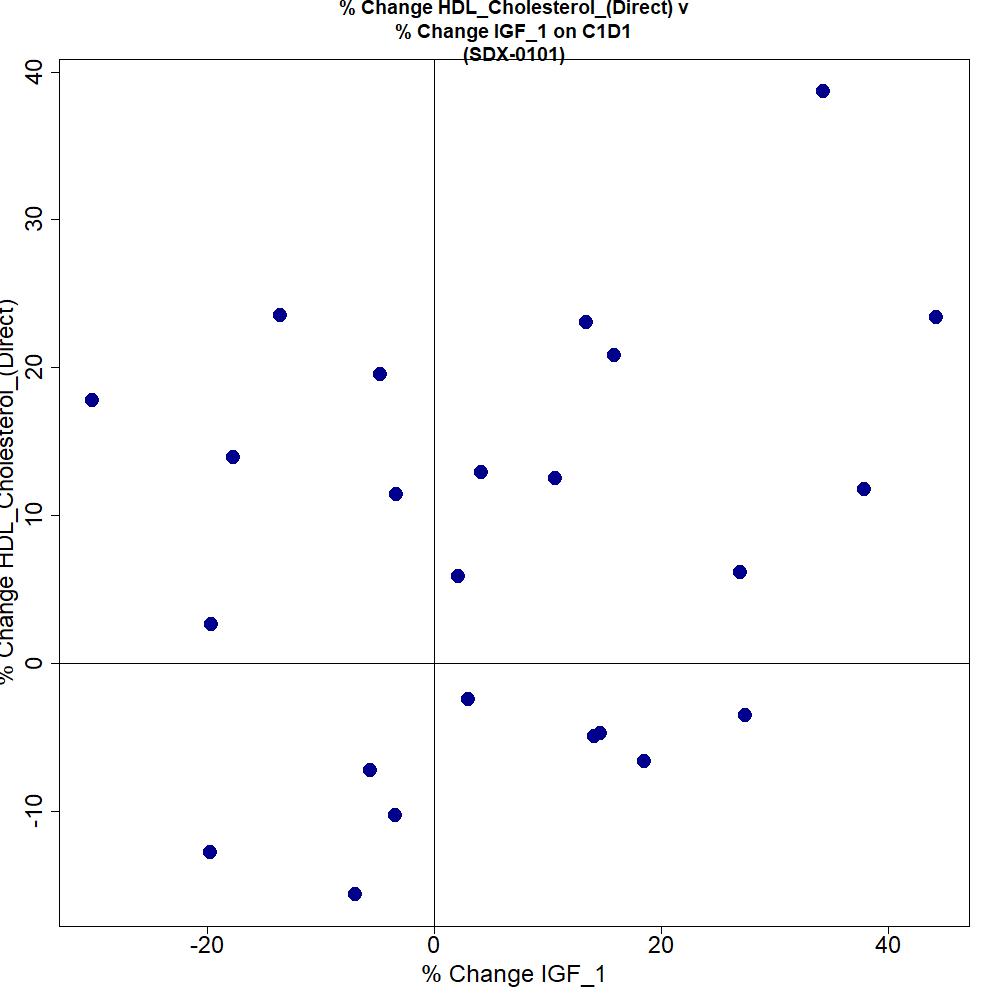 % Change HDL_Cholesterol_(Direct) v
% Change IGF_1 on C1D1
(SDX-0101)
40
30
20
10
0
-10
% Change HDL_Cholesterol_(Direct)
-20
0
20
40
% Change IGF_1